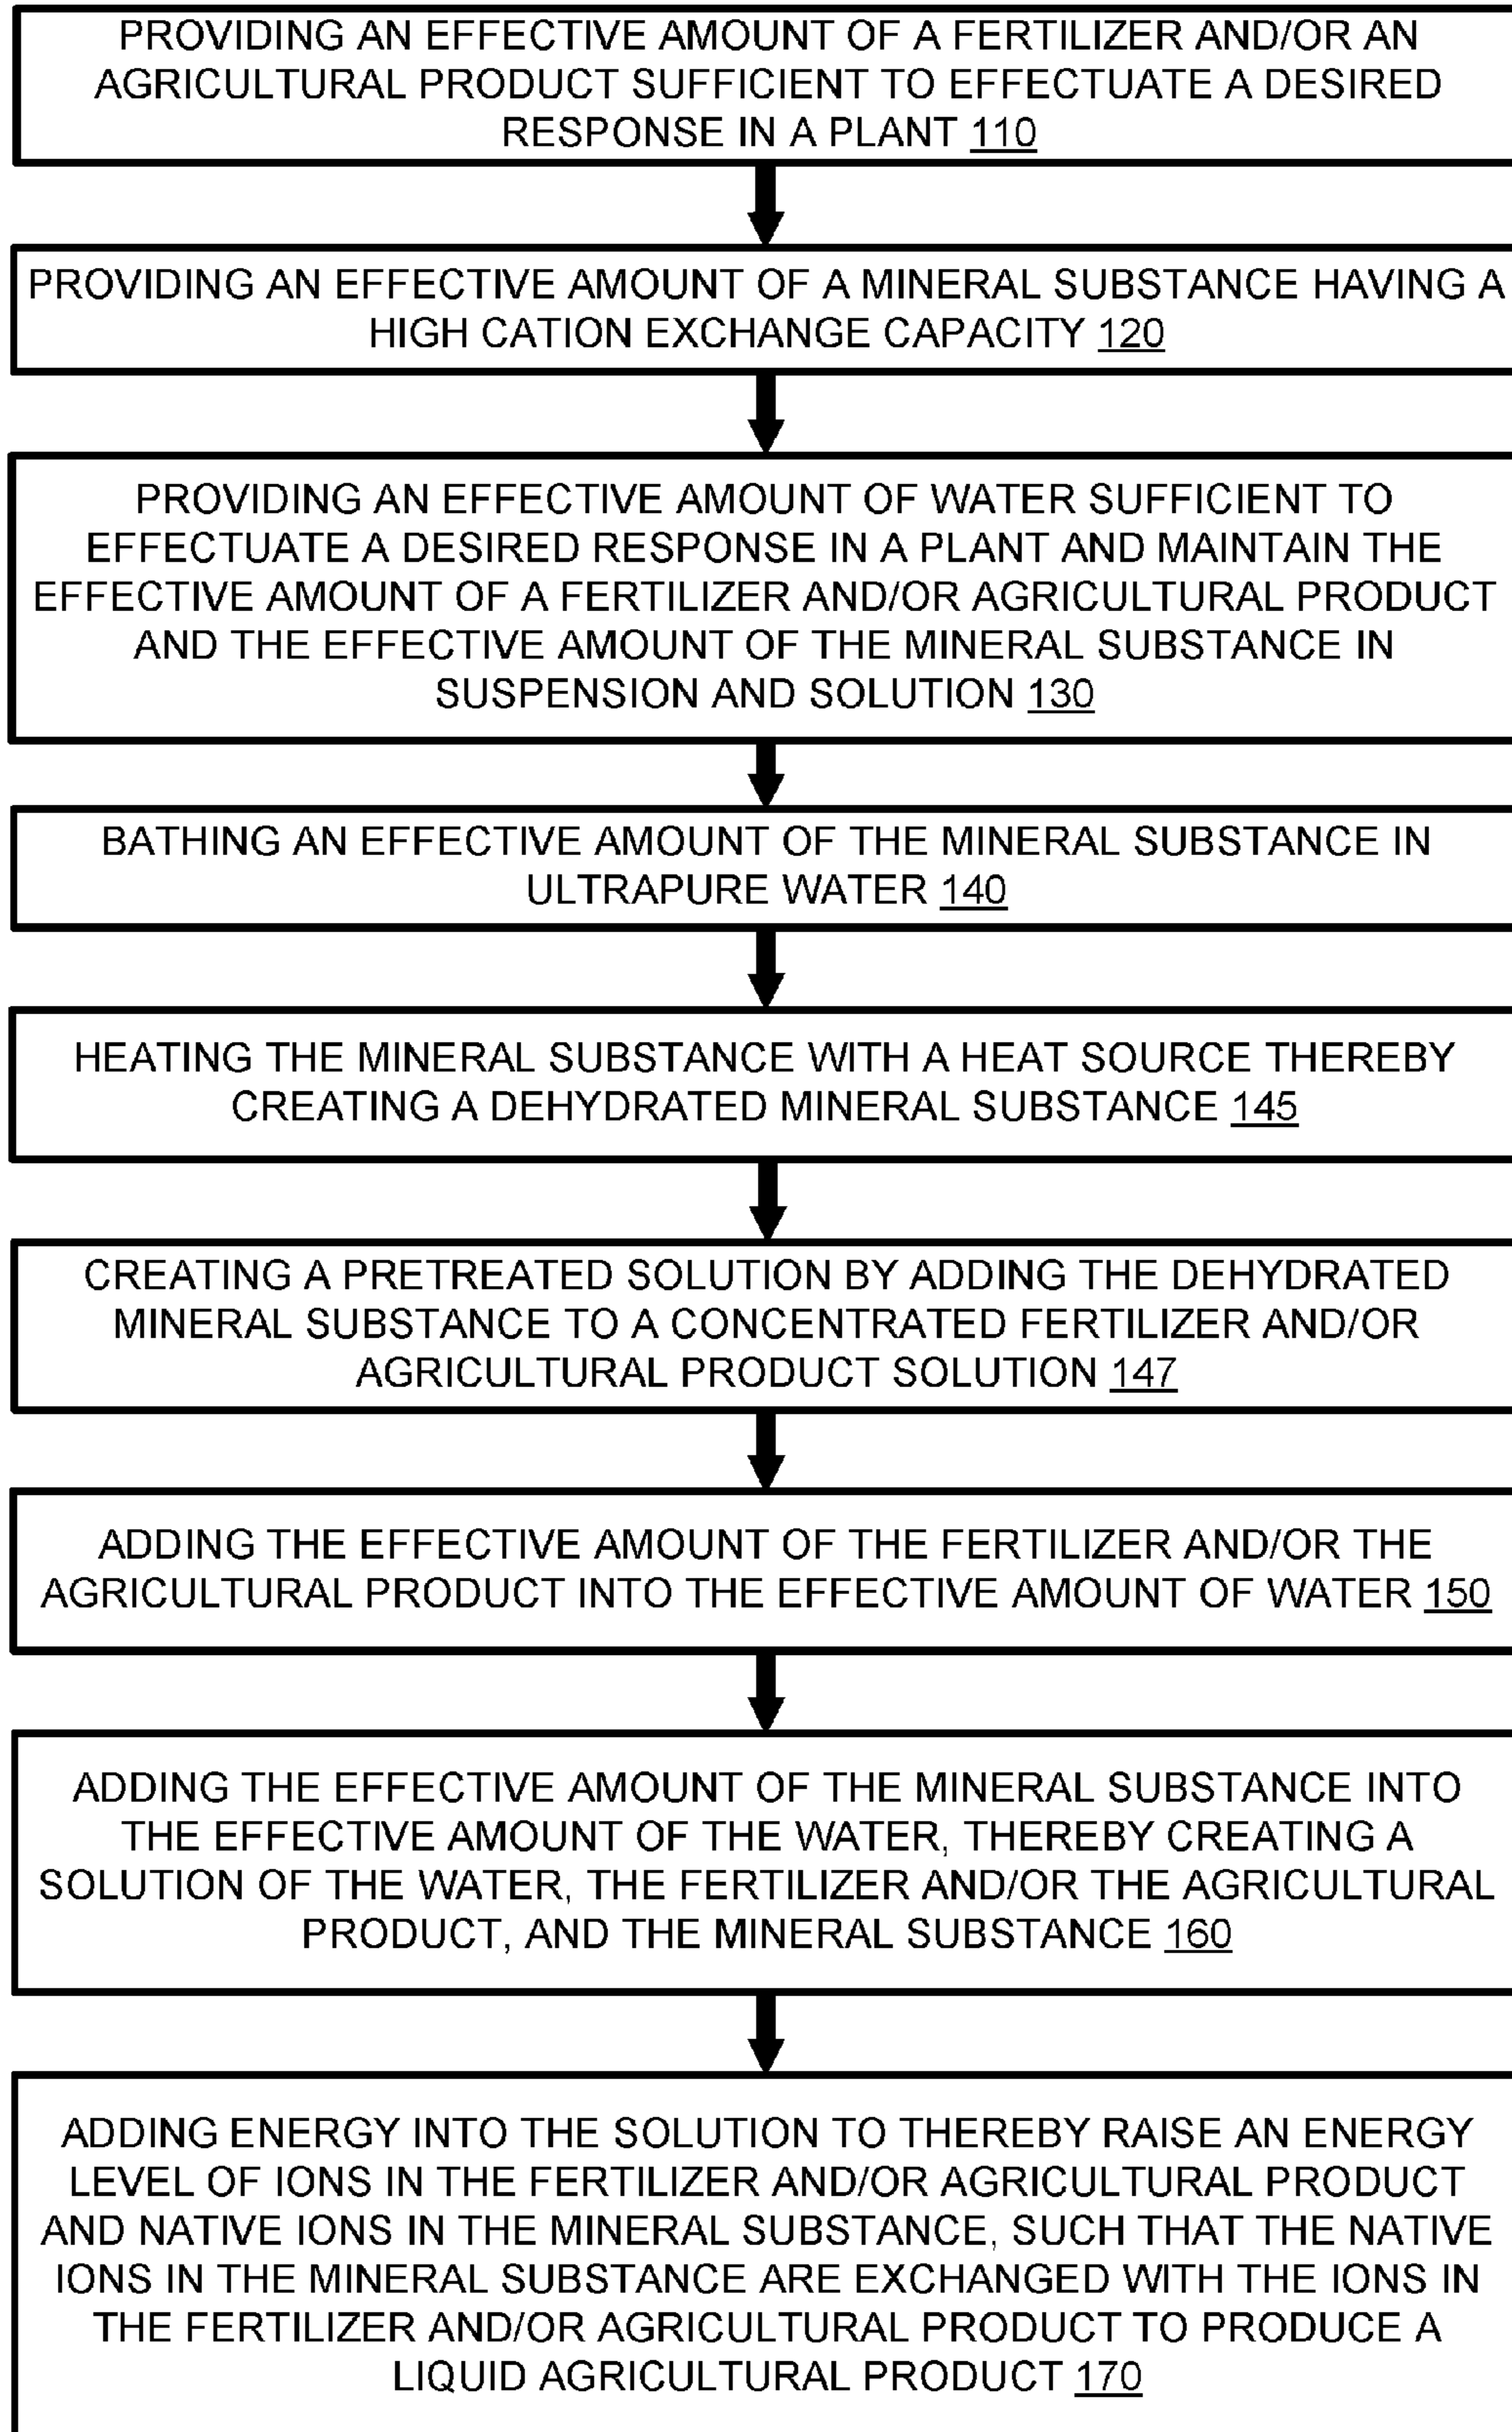 PROVIDING AN EFFECTIVE AMOUNT OF A FERTILIZER AND/OR AN
AGRICULTURAL PRODUCT SUFFICIENT TO EFFECTUATE A DESIRED
RESPONSE IN A PLANT 110
PROVIDING AN EFFECTIVE AMOUNT OF A MINERAL SUBSTANCE HAVING A
HIGH CATION EXCHANGE CAPACITY 120
PROVIDING AN EFFECTIVE AMOUNT OF WATER SUFFICIENT TO
EFFECTUATE A DESIRED RESPONSE IN A PLANT AND MAINTAIN THE
EFFECTIVE AMOUNT OF A FERTILIZER AND/OR AGRICULTURAL PRODUCT
AND THE EFFECTIVE AMOUNT OF THE MINERAL SUBSTANCE IN
SUSPENSION AND SOLUTION 130
BATHING AN EFFECTIVE AMOUNT OF THE MINERAL SUBSTANCE IN
ULTRAPURE WATER 140
HEATING THE MINERAL SUBSTANCE WITH A HEAT SOURCE THEREBY
CREATING A DEHYDRATED MINERAL SUBSTANCE 145
CREATING A PRETREATED SOLUTION BY ADDING THE DEHYDRATED
MINERAL SUBSTANCE TO A CONCENTRATED FERTILIZER AND/OR
AGRICULTURAL PRODUCT SOLUTION 147
ADDING THE EFFECTIVE AMOUNT OF THE FERTILIZER AND/OR THE
AGRICULTURAL PRODUCT INTO THE EFFECTIVE AMOUNT OF WATER 150
ADDING THE EFFECTIVE AMOUNT OF THE MINERAL SUBSTANCE INTO
THE EFFECTIVE AMOUNT OF THE WATER, THEREBY CREATING A
SOLUTION OF THE WATER, THE FERTILIZER AND/OR THE AGRICULTURAL
PRODUCT, AND THE MINERAL SUBSTANCE 160
ADDING ENERGY INTO THE SOLUTION TO THEREBY RAISE AN ENERGY
LEVEL OF IONS IN THE FERTILIZER AND/OR AGRICULTURAL PRODUCT
AND NATIVE IONS IN THE MINERAL SUBSTANCE, SUCH THAT THE NATIVE
IONS IN THE MINERAL SUBSTANCE ARE EXCHANGED WITH THE IONS IN
THE FERTILIZER AND/OR AGRICULTURAL PRODUCT TO PRODUCE A
LIQUID AGRICULTURAL PRODUCT 170